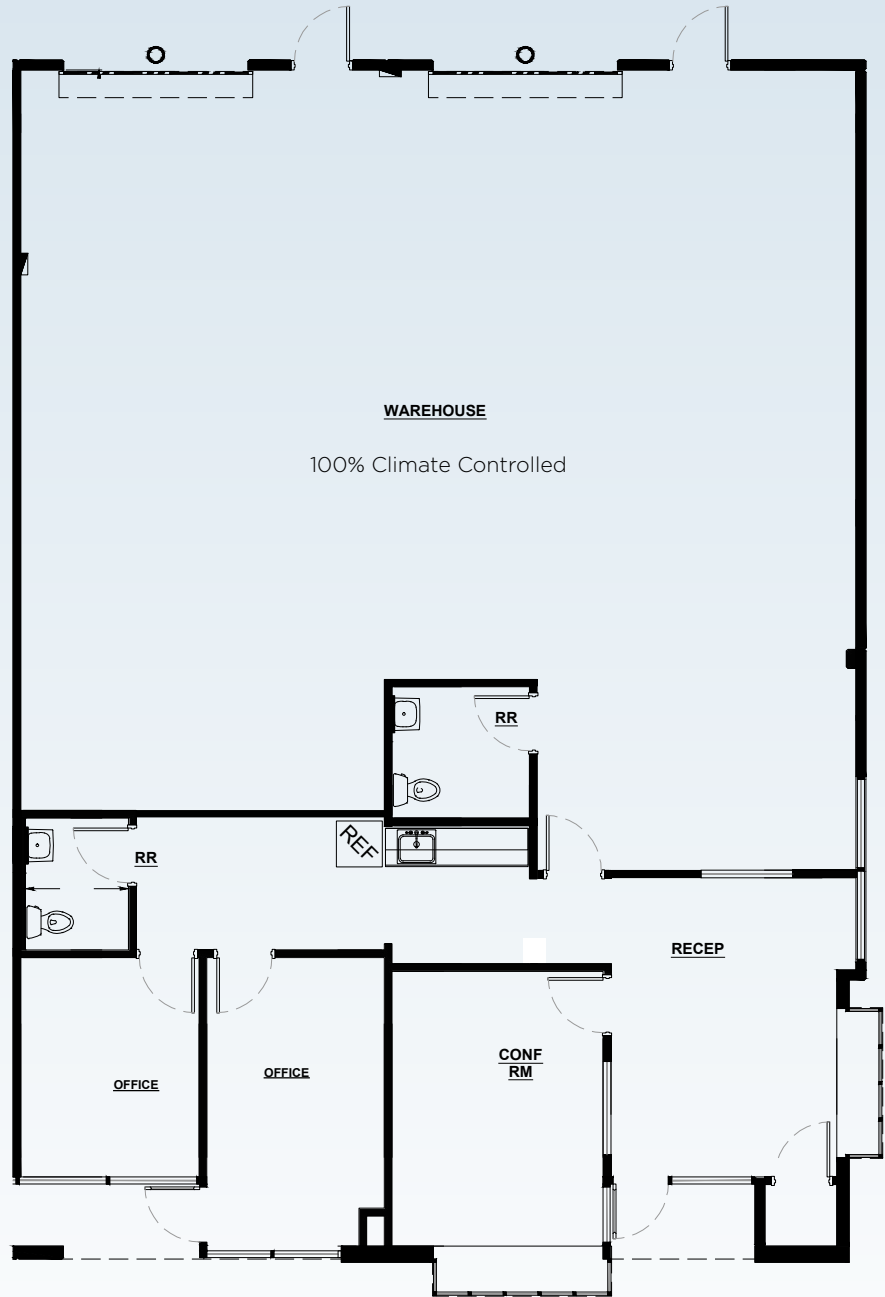 WAREHOUSE
100% Climate Controlled
RR
REF
RR
RECEP
CONF
RM
OFFICE
OFFICE